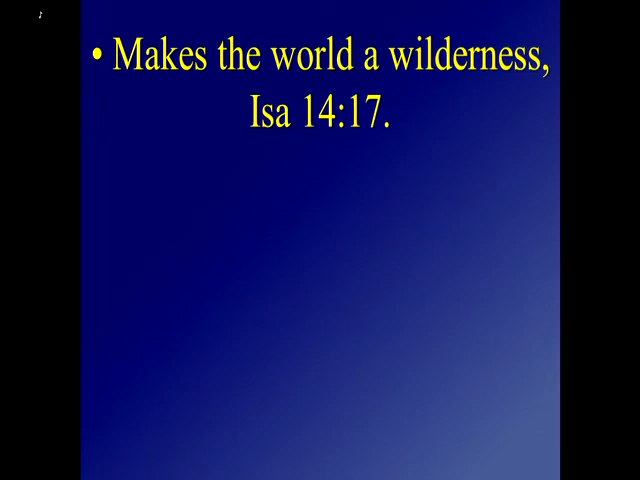 • Makes the world a wilderness,
Isa 14:17.